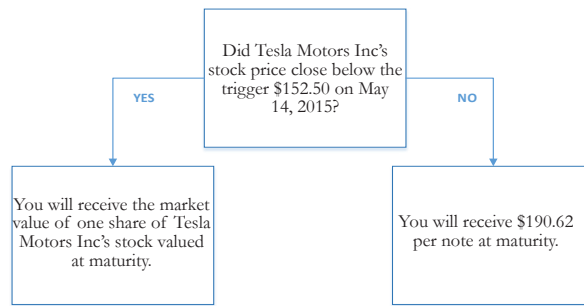 Did Tesla Motors Inc's
stock price close below the
trigger $152.50 on May
14, 2015?
YES
NO
You will receive the market
value of one share of Tesla
Motors Inc's stock valued
at maturity.
You will receive $190.62
per note at maturity.